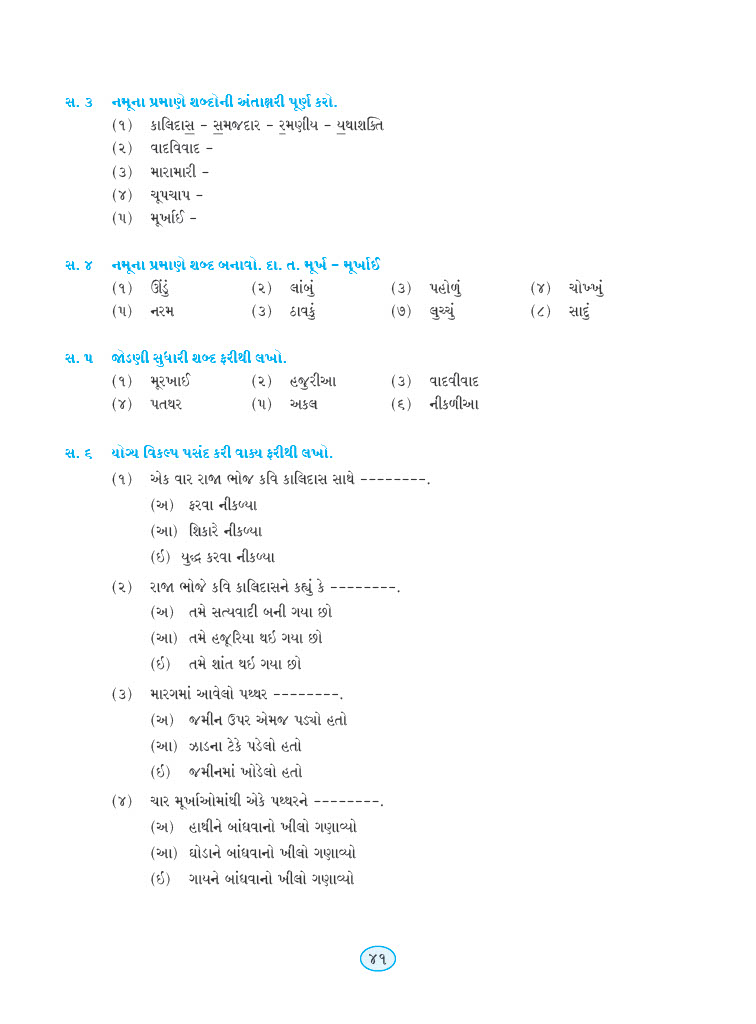 સ. ૩ નમૂના પ્રમાણે શબ્દોની અંતાક્ષરી પૂર્ણ કરો.
(૧) કાલિદાસ – સમજદાર – રમણીય – યથાશક્તિ
(૨) વાદવિવાદ –
(૩) મારામારી –
(૪) ચૂપચાપ –
(૫) મૂર્ખાઈ –
સ. ૪ નમૂના પ્રમાણે શબ્દ બનાવો. દા. ત. મૂર્ખ – મૂર્ખાઈ
(૧) ઊંડું (૨) લાંબું (૩) પહોળું (૪) ચોખ્ખું
(૫) નરમ (૩) ઠાવકું (૭) લુચ્ચું (૮) સાદું
સ. ૫ જોડણી સુધારી શબ્દ ફરીથી લખો.
(૧) મૂરખાઈ (૨) હજુરીઆ (૩) વાદવીવાદ
(૪) પતથર (૫) અકલ (૬) નીકળીઆ
સ. ૬ યોગ્ય વિકલ્પ પસંદ કરી વાક્ય ફરીથી લખો.
(૧) એક વાર રાજા ભોજ કવિ કાલિદાસ સાથે --------.
(અ) ફરવા નીકળ્યા
(આ) શિકારે નીકળ્યા
(ઇ) યુદ્ધ કરવા નીકળ્યા
(૨) રાજા ભોજે કવિ કાલિદાસને કહ્યું કે --------.
(અ) તમે સત્યવાદી બની ગયા છો
(આ) તમે હજૂરિયા થઇ ગયા છો
(ઇ) તમે શાંત થઇ ગયા છો
(૩) મારગમાં આવેલો પથ્થર --------.
(અ) જમીન ઉપર એમજ પડ્યો હતો
(આ) ઝાડના ટેકે પડેલો હતો
(ઇ) જમીનમાં ખોડેલો હતો
(૪) ચાર મૂર્ખાઓમાંથી એકે પથ્થરને --------.
(અ) હાથીને બાંધવાનો ખીલો ગણાવ્યો
(આ) ઘોડાને બાંધવાનો ખીલો ગણાવ્યો
(ઇ) ગાયને બાંધવાનો ખીલો ગણાવ્યો
૪૧